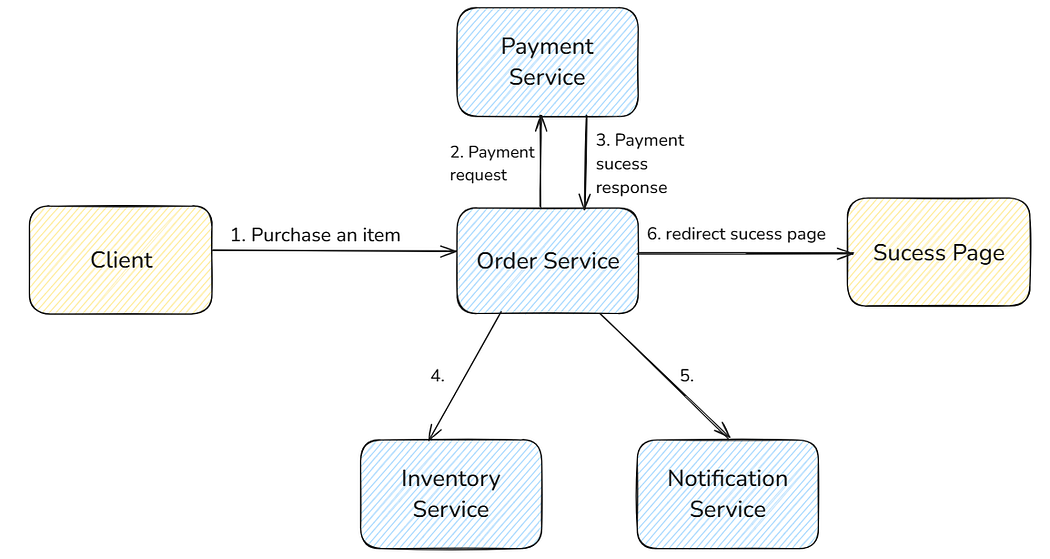 Payment
Service
2. Payment
request
3. Payment
sucess
response
Client
1. Purchase an item
Order Service
6. redirect sucess page
Sucess Page
4.
5.
Inventory
Service
Notification
Service